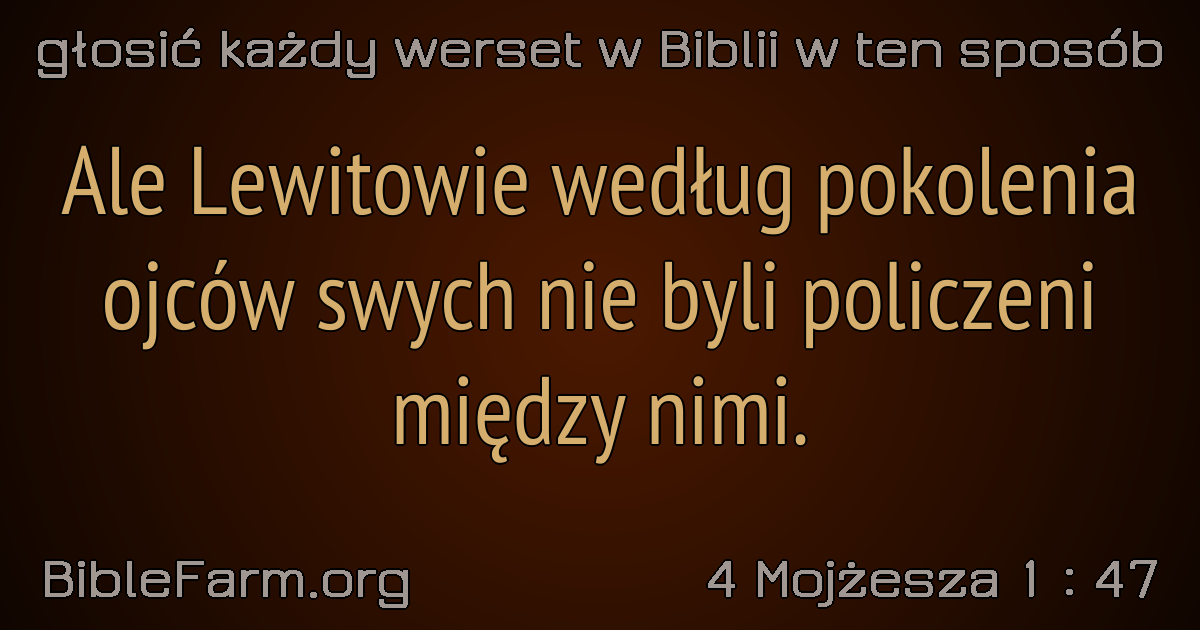 głosić każdy werset w Biblii w ten sposób
Ale Lewitowie według pokolenia
ojców swych nie byli policzeni
między nimi.
BibleFarm.org
4 Mojżesza 1 : 47